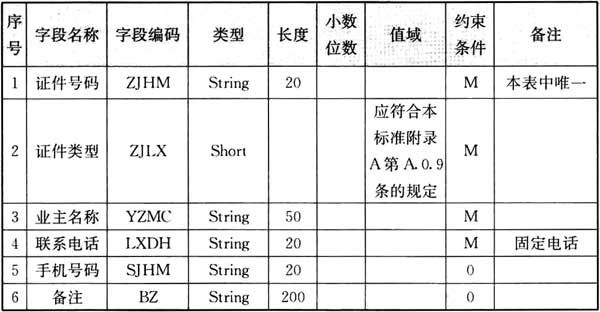 序号 字段名称 字段编码 类型 长度 小数位数 值域 约束条件 备注
1 证件号码 ZJHM String 20 M 本表中唯一
2 证件类型 ZJLX Short 应符合本标准附录A第A.0.9条的规定 M
3 业主名称 YZMC String 50 M
4 联系电话 LXDH String 20 M 固定电话
5 手机号码 SJHM String 20 0
6 备注 BZ String 200 0